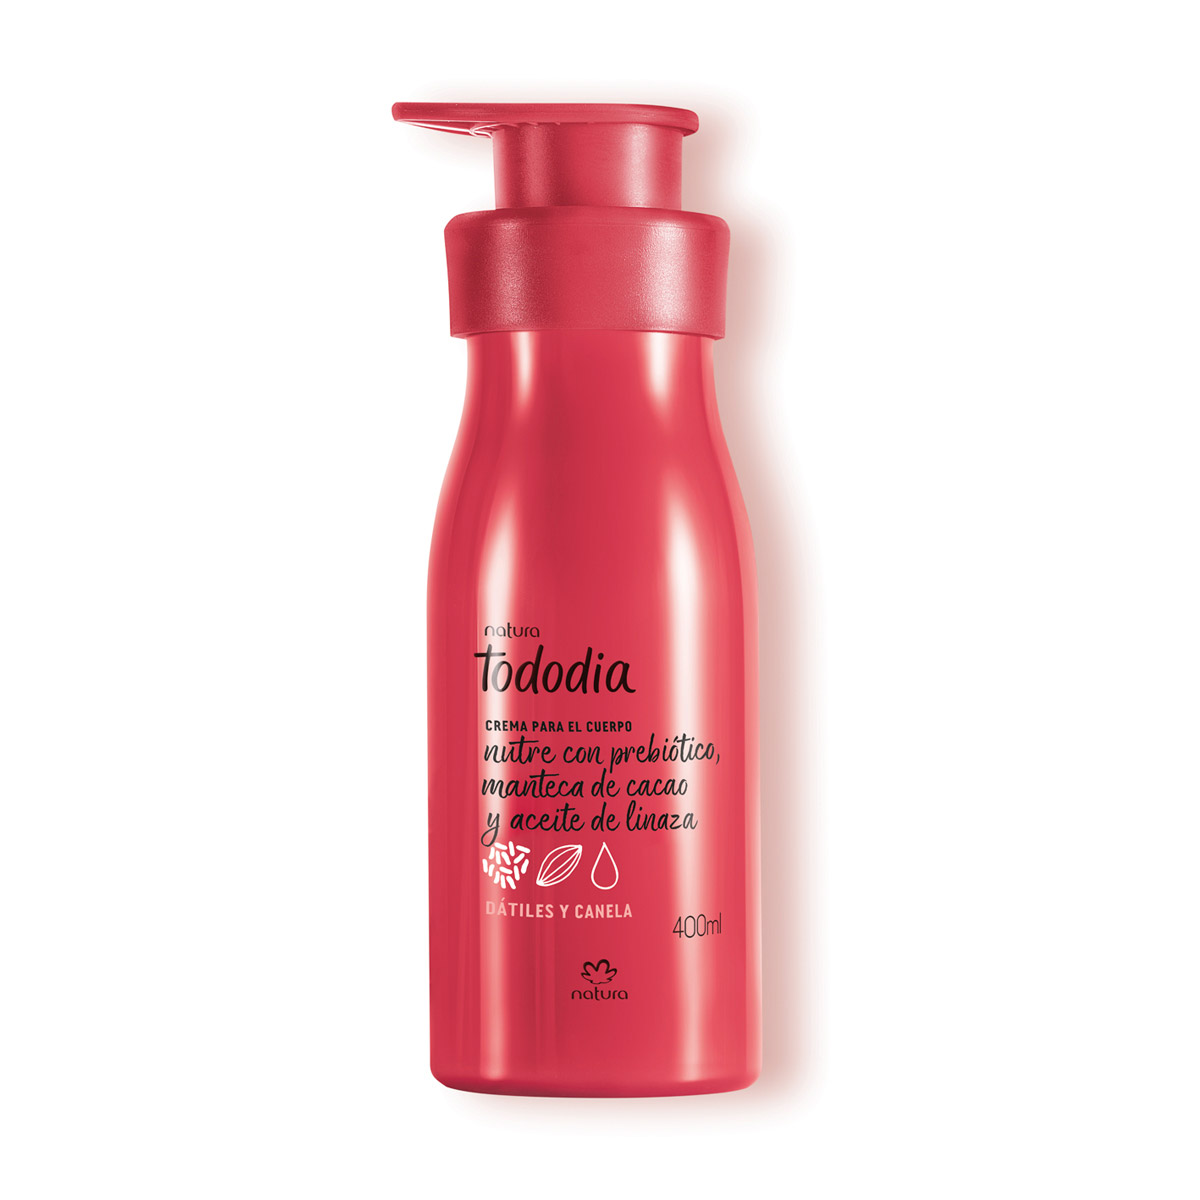 natura
Tododia
CREMA PARA EL CUERPO
nutre con prebiótico,
manteca de cacao
y aceite de linaza
DÁTILES Y CANELA
400ml
natura